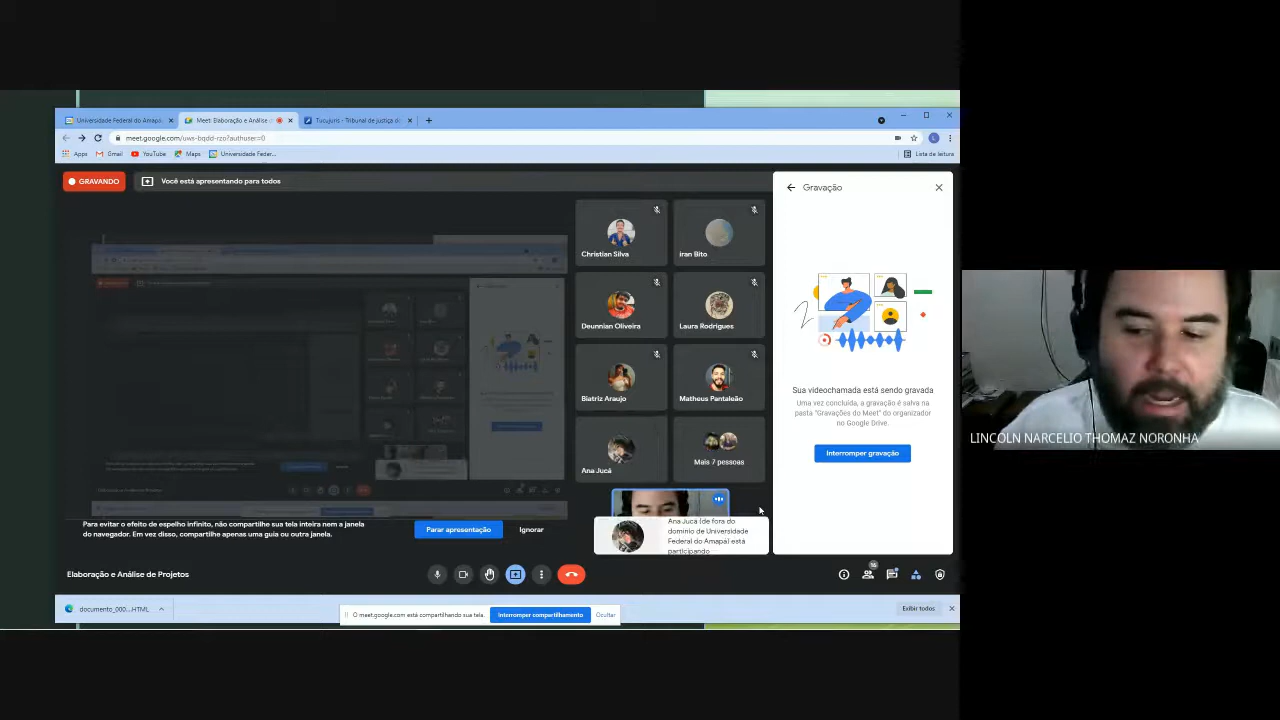 Universidade Federal do Amapá
Meet: Elaboração e Análise d
Tucujuris - Tribunal de justiça d
meet.google.com/uws-bqdd-rzo?authuser=0
Apps
Gmail
YouTube
Maps
Universidade Feder...
Lista de leitura
GRAVANDO
Você está apresentando para todos
Gravação
Christian Silva
iran Bito
Deunnian Oliveira
Laura Rodrigues
Biatriz Araujo
Matheus Pantaleão
Ana Jucá
Mais 7 pessoas
Sua videochamada está sendo gravada
Uma vez concluída, a gravação é salva na
pasta "Gravações do Meet" do organizador
no Google Drive.
Interromper gravação
LINCOLN NARCELIO THOMAZ NORONHA
Ana Jucá (de fora do
domínio de Universidade
Federal do Amapá) está
participando
Para evitar o efeito de espelho infinito, não compartilhe sua tela inteira nem a janela
do navegador. Em vez disso, compartilhe apenas uma guia ou outra janela.
Parar apresentação
Ignorar
Elaboração e Análise de Projetos
16
documento_000....HTML
O meet.google.com está compartilhando sua tela.
Interromper compartilhamento
Ocultar
Exibir todos